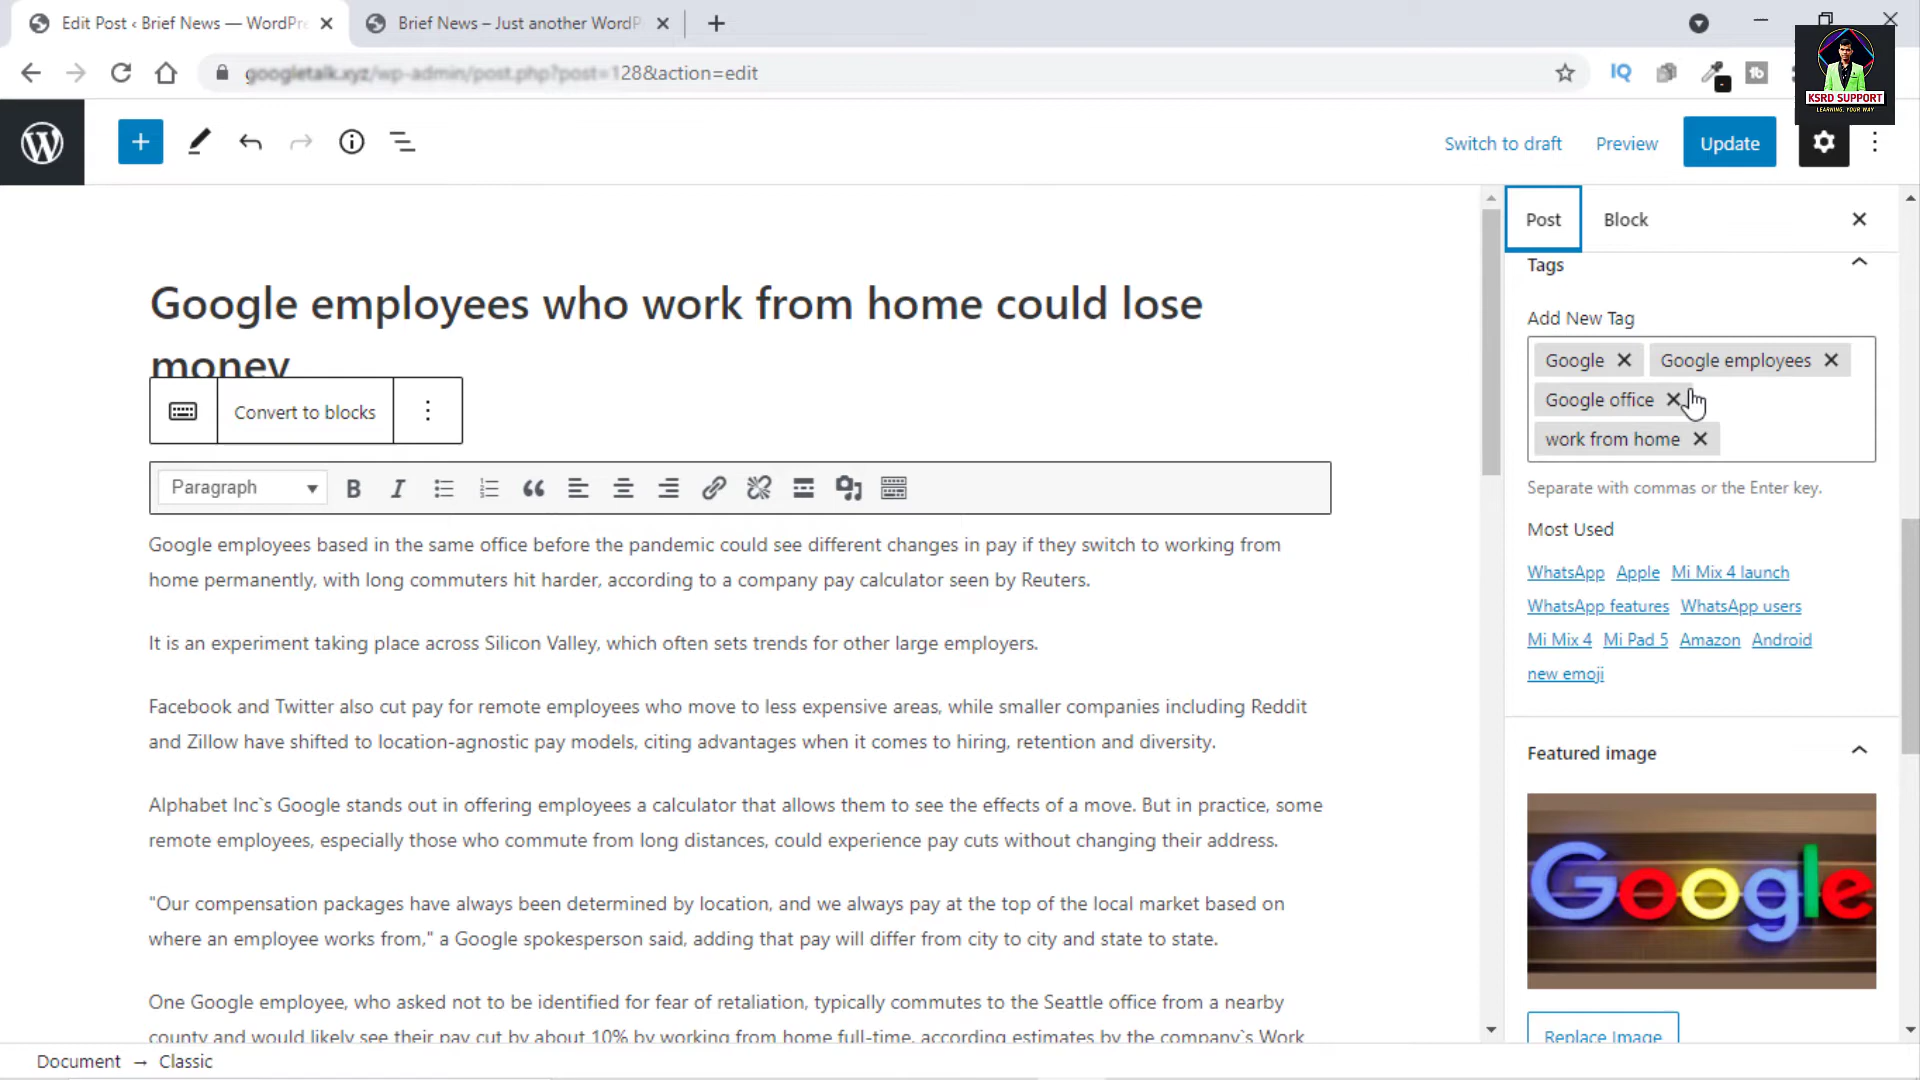 Edit Post ‹ Brief News — WordPre
Brief News – Just another WordP
googletalk.xyz/wp-admin/post.php?post=128&action=edit
IQ
tb
KSRD SUPPORT
LEARNING, YOUR WAY
Switch to draft
Preview
Update
Post
Block
Tags
Add New Tag
Google
Google employees
Google office
work from home
Separate with commas or the Enter key.
Most Used
WhatsApp Apple Mi Mix 4 launch
WhatsApp features WhatsApp users
Mi Mix 4 Mi Pad 5 Amazon Android
new emoji
Featured image
Google
Replace Image
Google employees who work from home could lose
money
Convert to blocks
Paragraph
Google employees based in the same office before the pandemic could see different changes in pay if they switch to working from
home permanently, with long commuters hit harder, according to a company pay calculator seen by Reuters.
It is an experiment taking place across Silicon Valley, which often sets trends for other large employers.
Facebook and Twitter also cut pay for remote employees who move to less expensive areas, while smaller companies including Reddit
and Zillow have shifted to location-agnostic pay models, citing advantages when it comes to hiring, retention and diversity.
Alphabet Inc`s Google stands out in offering employees a calculator that allows them to see the effects of a move. But in practice, some
remote employees, especially those who commute from long distances, could experience pay cuts without changing their address.
"Our compensation packages have always been determined by location, and we always pay at the top of the local market based on
where an employee works from," a Google spokesperson said, adding that pay will differ from city to city and state to state.
One Google employee, who asked not to be identified for fear of retaliation, typically commutes to the Seattle office from a nearby
county and would likely see their pay cut by about 10% by working from home full-time, according estimates by the company`s Work
Document → Classic